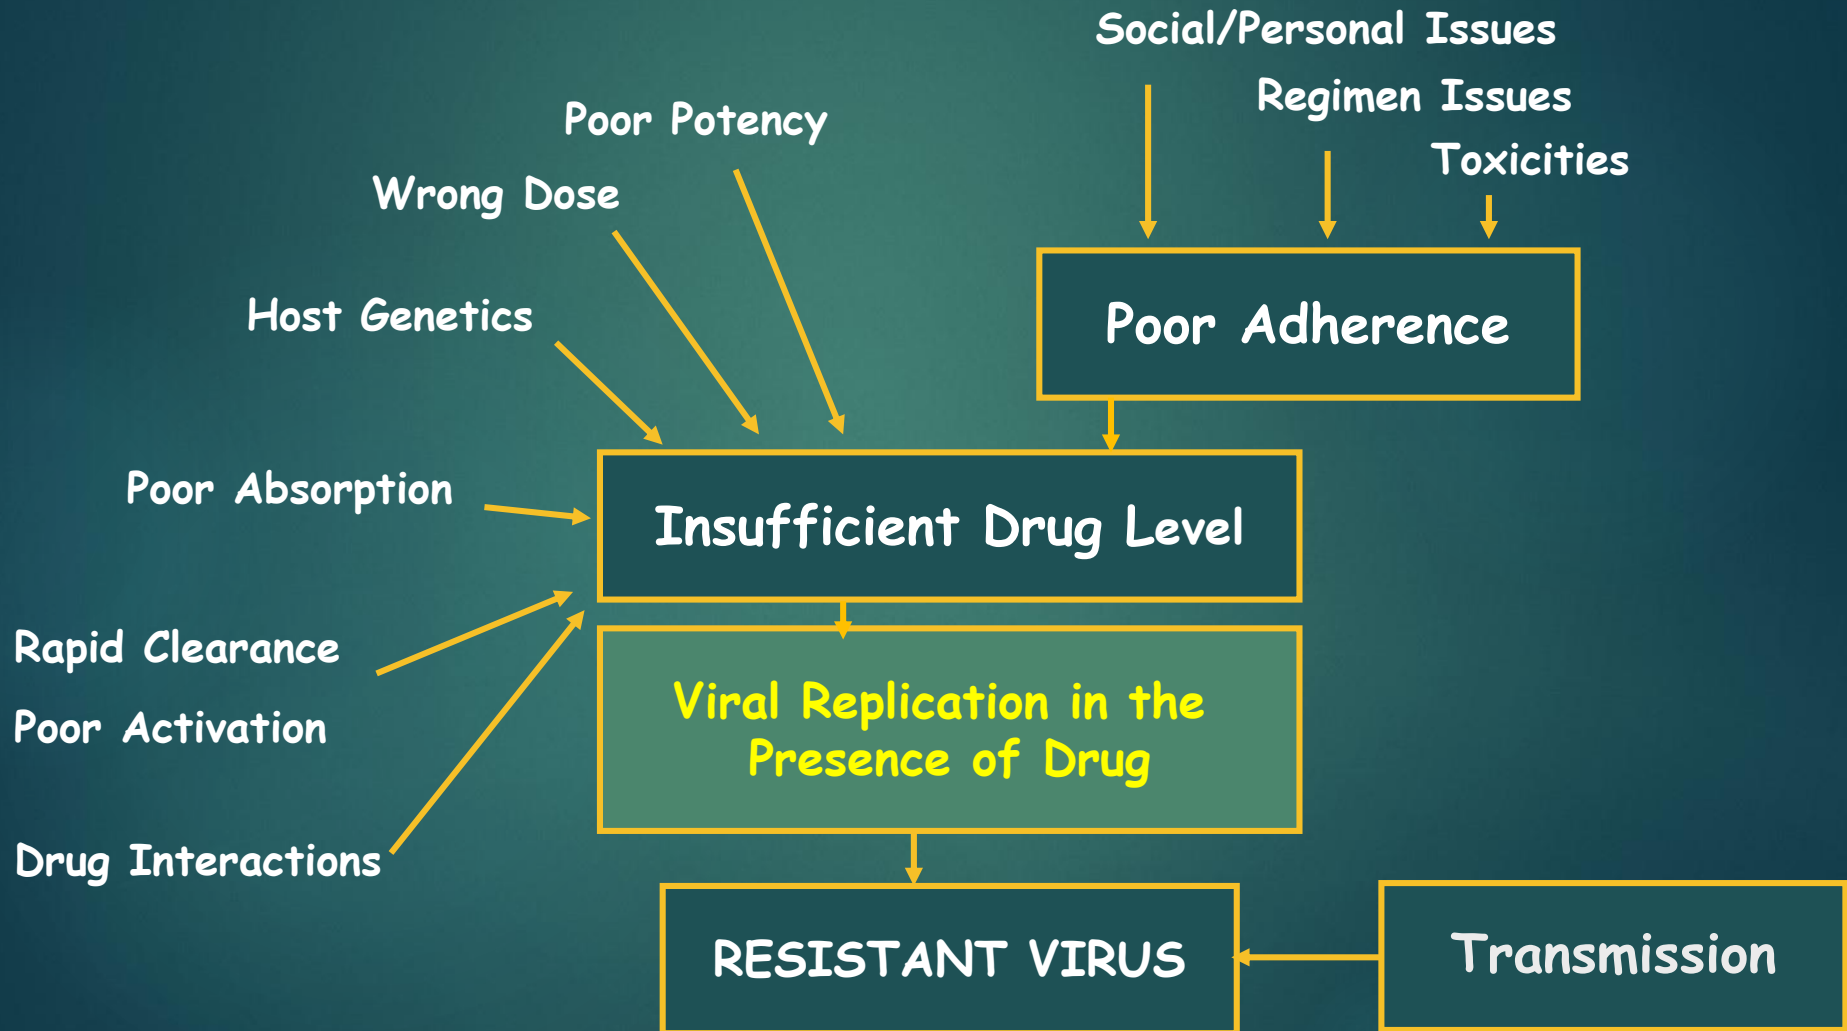 Social/Personal Issues
Regimen Issues
Toxicities
Poor Potency
Wrong Dose
Host Genetics
Poor Adherence
Poor Absorption
Insufficient Drug Level
Rapid Clearance
Poor Activation
Viral Replication in the
Presence of Drug
Drug Interactions
RESISTANT VIRUS
Transmission